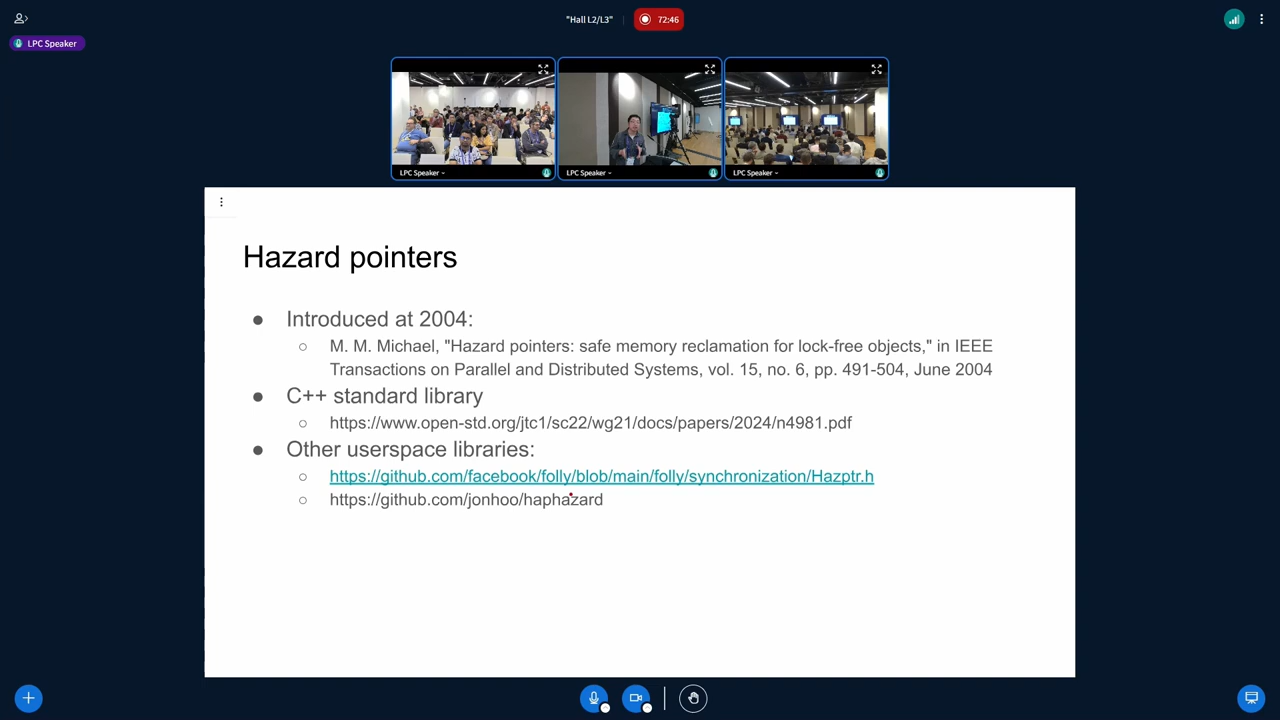 "Hall L2/L3"
72:46
LPC Speaker
LPC Speaker
LPC Speaker
LPC Speaker
Hazard pointers
● Introduced at 2004:
○ M. M. Michael, "Hazard pointers: safe memory reclamation for lock-free objects," in IEEE
Transactions on Parallel and Distributed Systems, vol. 15, no. 6, pp. 491-504, June 2004
● C++ standard library
○ https://www.open-std.org/jtc1/sc22/wg21/docs/papers/2024/n4981.pdf
● Other userspace libraries:
○ https://github.com/facebook/folly/blob/main/folly/synchronization/Hazptr.h
○ https://github.com/jonhoo/haphazard